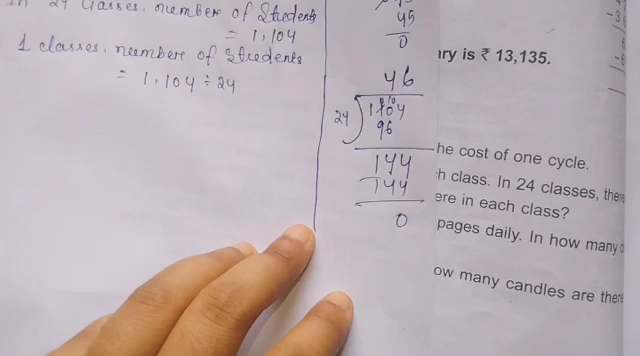 In 24 classes, number of Students
= 1,104
1 classes, number of Students
= 1,104 ÷ 24
45
0
46
24 1104
96
144
144
0
ry is ₹ 13,135.
he cost of one cycle.
h class. In 24 classes, there
ere in each class?
pages daily. In how many
ow many candles are there